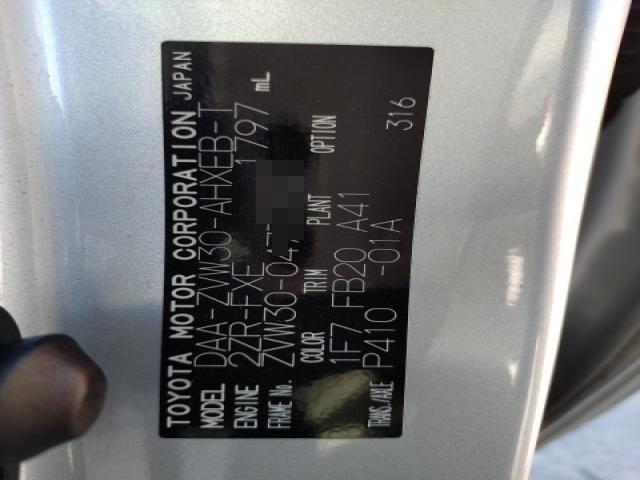 TOYOTA MOTOR CORPORATION JAPAN
MODEL DAA-ZVW30-AHXEB-T
ENGINE 2ZR-FXE 1797 mL
FRAME No. ZVW30-047
COLOR TRIM PLANT OPTION
1F7 FB20 A41
TRANS./AXLE P410 -01A 316